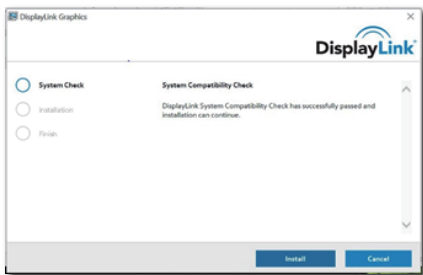 DisplayLink Graphics
DisplayLink
System Check
Installation
Finish
System Compatibility Check
DisplayLink System Compatibility Check has successfully passed and
installation can continue.
Install
Cancel